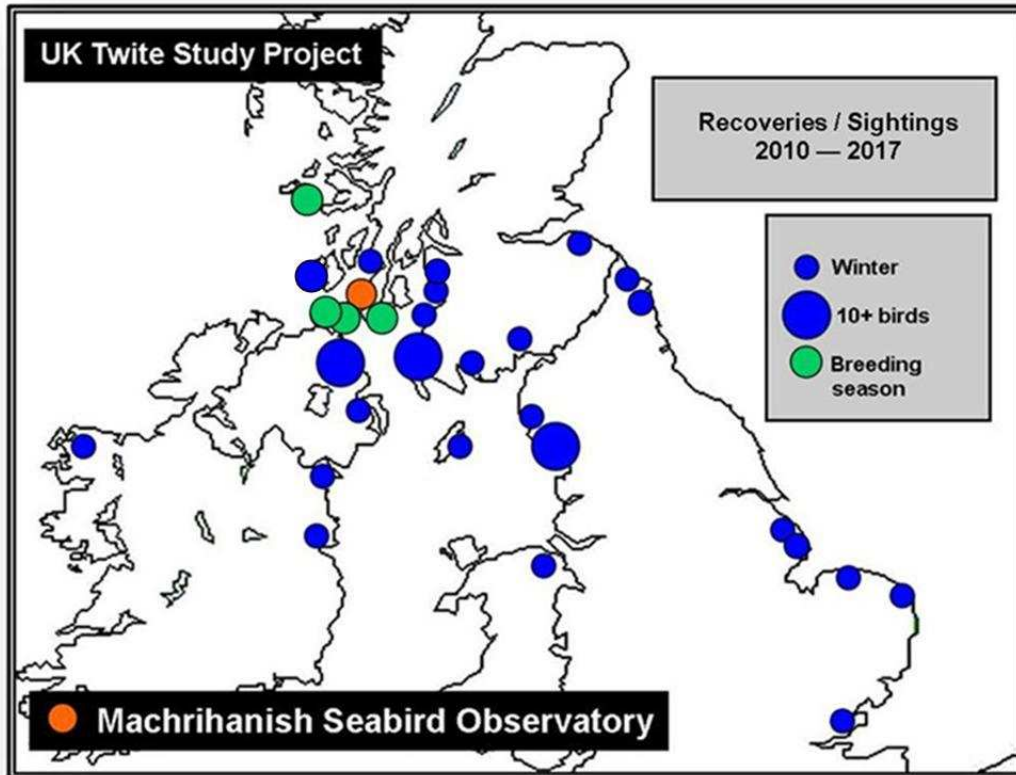 UK Twite Study Project
Recoveries / Sightings
2010 — 2017
Winter
10+ birds
Breeding
season
Machrihanish Seabird Observatory